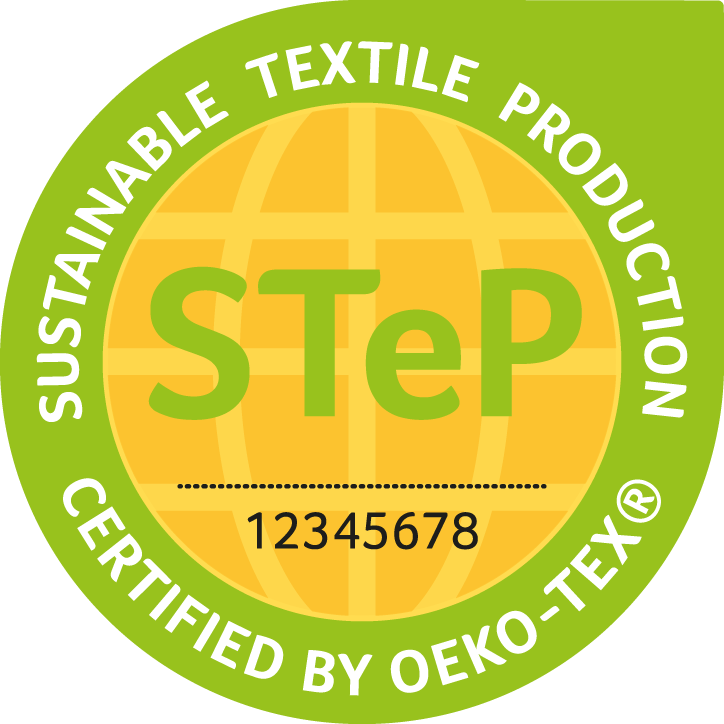 SUSTAINABLE TEXTILE PRODUCTION
STeP
12345678
CERTIFIED BY OEKO-TEX®